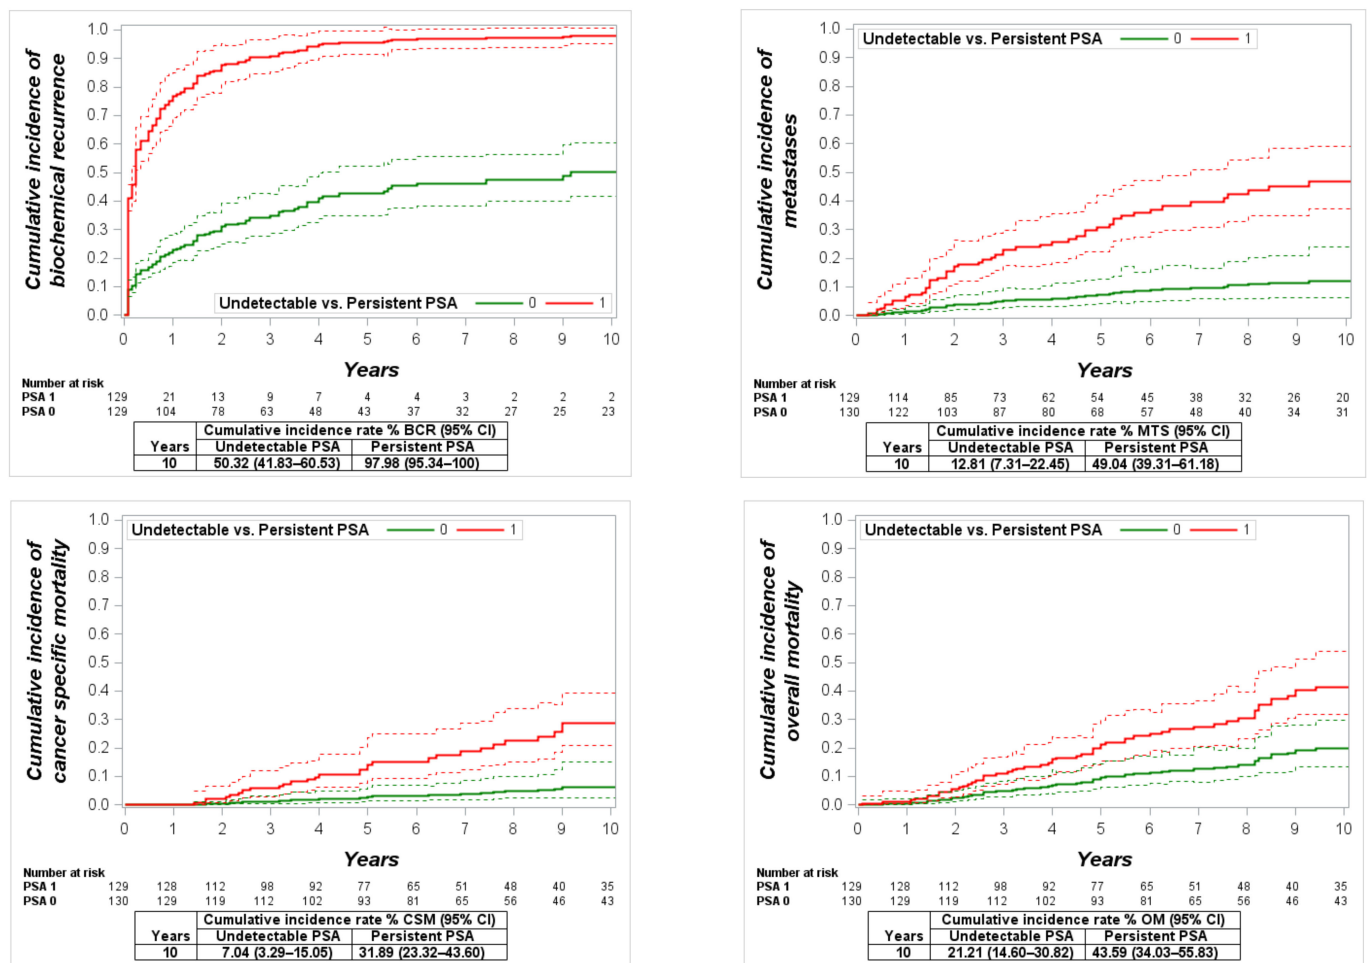 Cumulative incidence of
biochemical recurrence
1.0
0.9
0.8
0.7
0.6
0.5
0.4
0.3
0.2
0.1
0.0
Undetectable vs. Persistent PSA 0 1
0 1 2 3 4 5 6 7 8 9 10
Years
Number at risk
PSA 1 129 21 13 9 7 4 4 3 2 2 2
PSA 0 129 104 78 63 48 43 37 32 27 25 23
Cumulative incidence rate % BCR (95% CI)
Years Undetectable PSA Persistent PSA
10 50.32 (41.83–60.53) 97.98 (95.34–100)
Cumulative incidence of
metastases
1.0
0.9
0.8
0.7
0.6
0.5
0.4
0.3
0.2
0.1
0.0
Undetectable vs. Persistent PSA 0 1
0 1 2 3 4 5 6 7 8 9 10
Years
Number at risk
PSA 1 129 114 85 73 62 54 45 38 32 26 20
PSA 0 130 122 103 87 80 68 57 48 40 34 31
Cumulative incidence rate % MTS (95% CI)
Years Undetectable PSA Persistent PSA
10 12.81 (7.31–22.45) 49.04 (39.31–61.18)
Cumulative incidence of
cancer specific mortality
1.0
0.9
0.8
0.7
0.6
0.5
0.4
0.3
0.2
0.1
0.0
Undetectable vs. Persistent PSA 0 1
0 1 2 3 4 5 6 7 8 9 10
Years
Number at risk
PSA 1 129 128 112 98 92 77 65 51 48 40 35
PSA 0 130 129 119 112 102 93 81 65 56 46 43
Cumulative incidence rate % CSM (95% CI)
Years Undetectable PSA Persistent PSA
10 7.04 (3.29–15.05) 31.89 (23.32–43.60)
Cumulative incidence of
overall mortality
1.0
0.9
0.8
0.7
0.6
0.5
0.4
0.3
0.2
0.1
0.0
Undetectable vs. Persistent PSA 0 1
0 1 2 3 4 5 6 7 8 9 10
Years
Number at risk
PSA 1 129 128 112 98 92 77 65 51 48 40 35
PSA 0 130 129 119 112 102 93 81 65 56 46 43
Cumulative incidence rate % OM (95% CI)
Years Undetectable PSA Persistent PSA
10 21.21 (14.60–30.82) 43.59 (34.03–55.83)